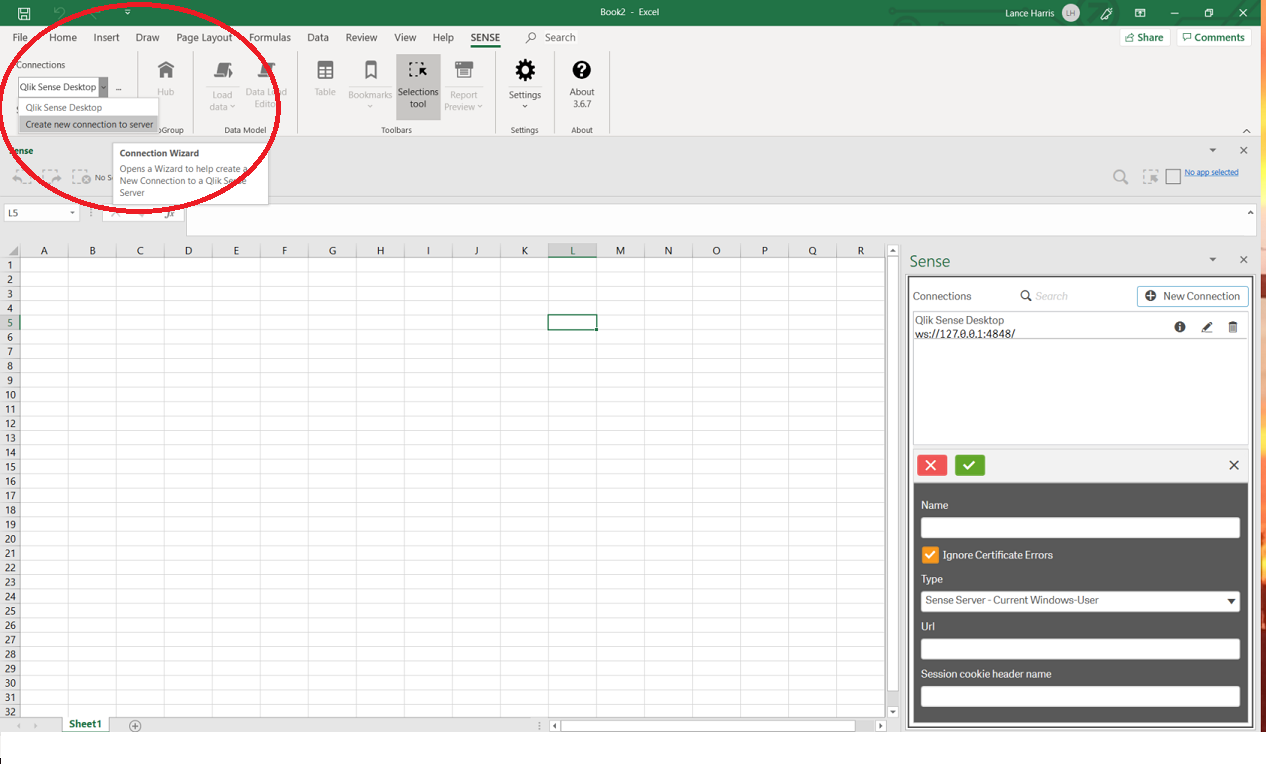 Book2 - Excel
Lance Harris LH
File Home Insert Draw Page Layout Formulas Data Review View Help SENSE Search Share Comments
Connections
Qlik Sense Desktop ...
Qlik Sense Desktop
Create new connection to server
Hub
Load data
Data Load Editor
Data Model
Table
Bookmarks
Selections tool
Report Preview
Toolbars
Settings
Settings
About 3.6.7
About
Connection Wizard
Opens a Wizard to help create a
New Connection to a Qlik Sense
Server
No app selected
L5 fx
A B C D E F G H I J K L M N O P Q R
1
2
3
4
5
6
7
8
9
10
11
12
13
14
15
16
17
18
19
20
21
22
23
24
25
26
27
28
29
30
31
32
Sheet1
Sense
Connections Search New Connection
Qlik Sense Desktop
ws://127.0.0.1:4848/
Name
Ignore Certificate Errors
Type
Sense Server - Current Windows-User
Url
Session cookie header name